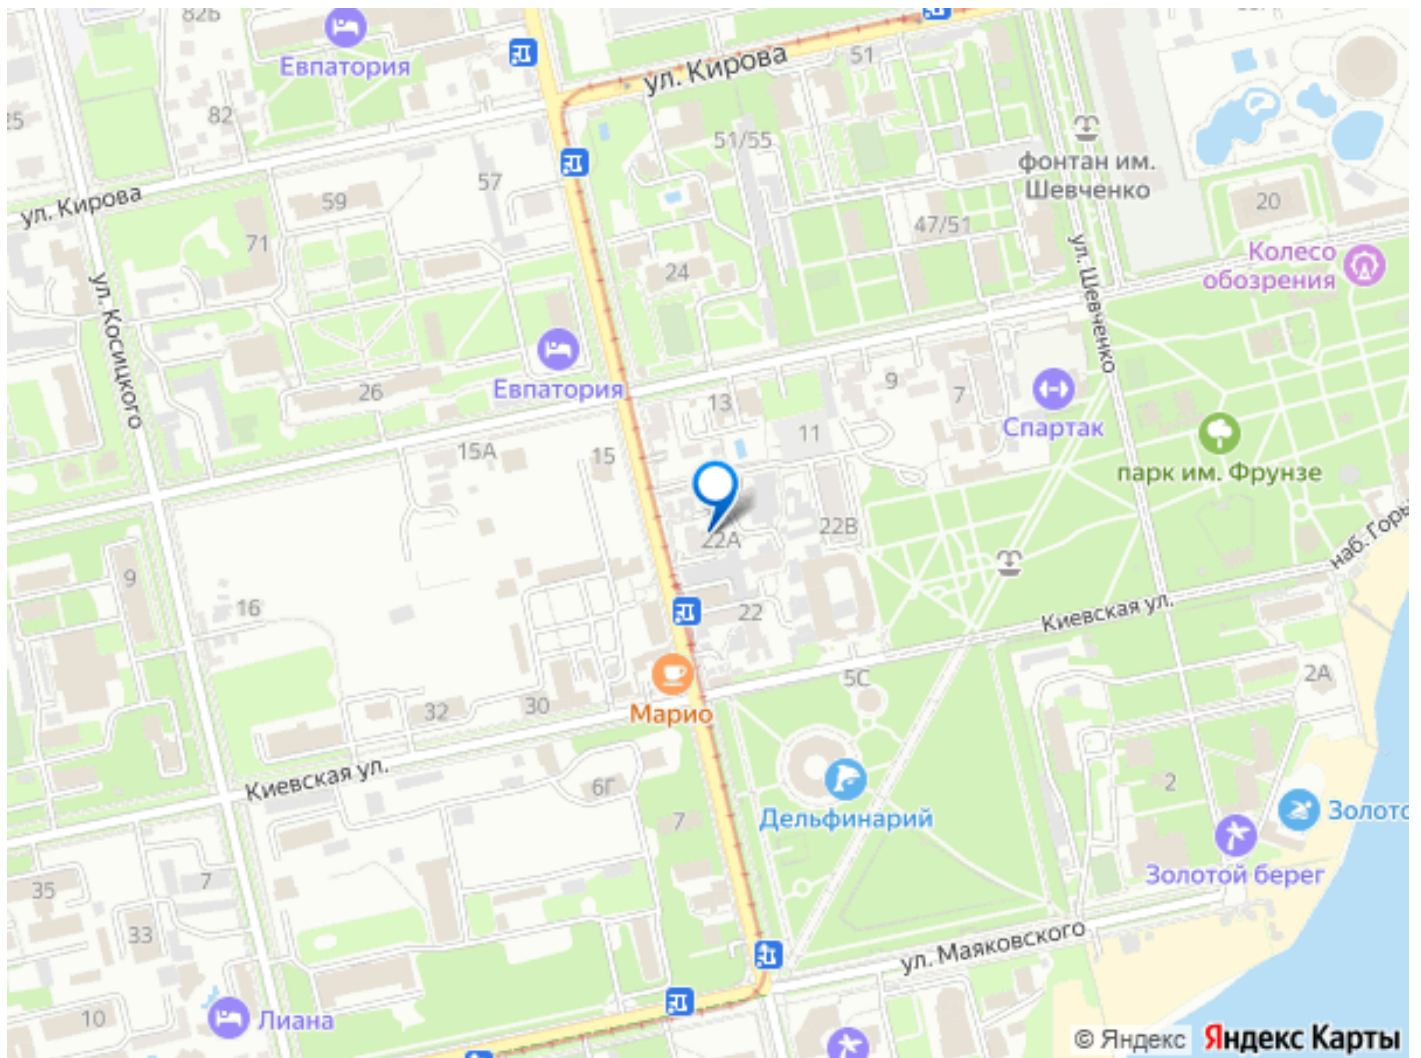 82Б
Евпатория
ул. Кирова
51
82
51/55
фонтан им.
Шевченко
57
ул. Кирова
59
20
71
47/51
Колесо
обозрения
24
ул. Шевченко
ул. Косицкого
Евпатория
26
9
7
13
11
Спартак
15А
15
парк им. Фрунзе
22А
22В
наб. Горь
9
16
22
Киевская ул.
5С
2А
32
30
Марио
Киевская ул.
6Г
2
7
Дельфинарий
Золото
Золотой берег
35
7
33
ул. Маяковского
10
Лиана
© Яндекс Яндекс Карты